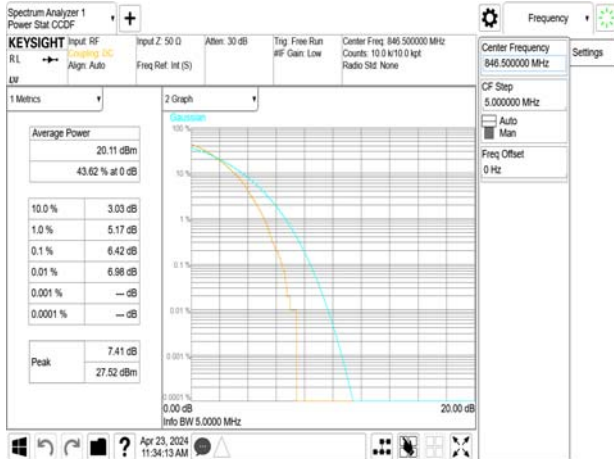 Spectrum Analyzer 1
Power Stat CCDF
Frequency
KEYSIGHT
Input: RF
Coupling: DC
Align: Auto
Input Z: 50 Ω
Freq Ref: Int (S)
Atten: 30 dB
Trig: Free Run
#IF Gain: Low
Center Freq: 846.500000 MHz
Counts: 10.0 k/10.0 kpt
Radio Std: None
R L
LXI
Center Frequency
846.500000 MHz
Settings
CF Step
5.000000 MHz
Auto
Man
Freq Offset
0 Hz
1 Metrics
Average Power
20.11 dBm
43.62 % at 0 dB
10.0 % 3.03 dB
1.0 % 5.17 dB
0.1 % 6.42 dB
0.01 % 6.98 dB
0.001 % --- dB
0.0001 % --- dB
Peak
7.41 dB
27.52 dBm
2 Graph
Gaussian
100 %
10 %
1 %
0.1 %
0.01 %
0.001 %
0.0001 %
0.00 dB 20.00 dB
Info BW 5.0000 MHz
?
Apr 23, 2024
11:34:13 AM